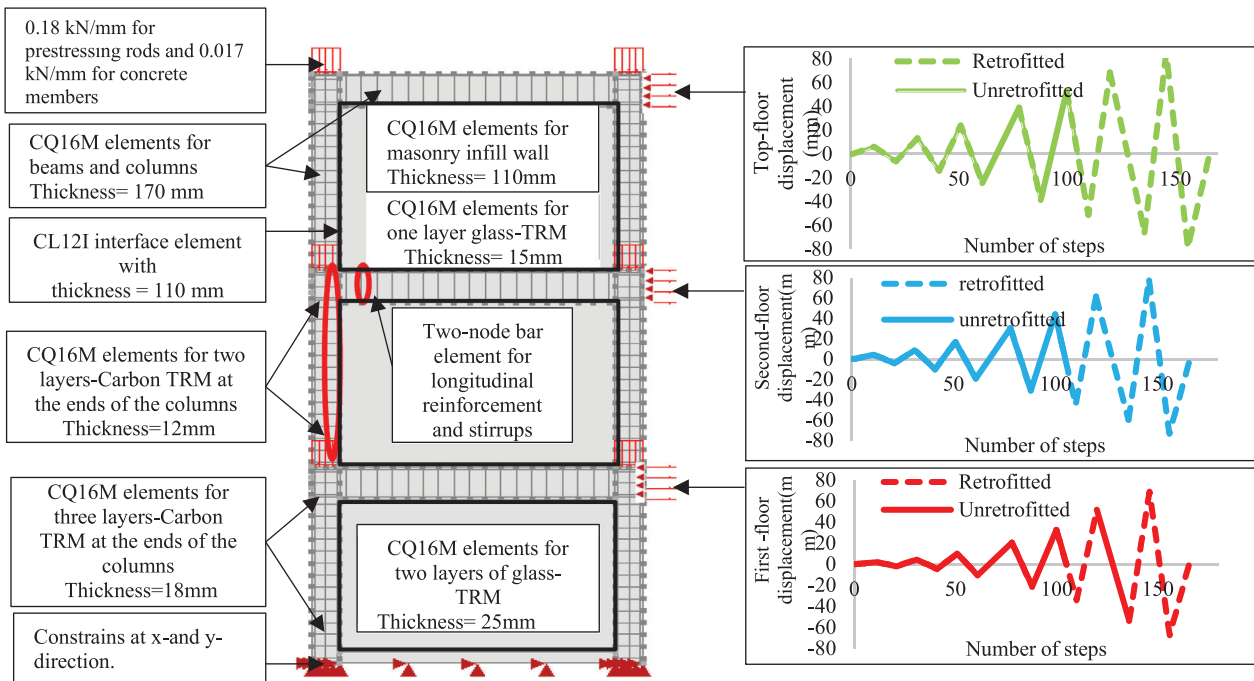 0.18 kN/mm for
prestressing rods and 0.017
kN/mm for concrete
members
CQ16M elements for
beams and columns
Thickness= 170 mm
CL12I interface element
with
thickness = 110 mm
CQ16M elements for two
layers-Carbon TRM at
the ends of the columns
Thickness=12mm
CQ16M elements for
three layers-Carbon
TRM at the ends of the
columns
Thickness=18mm
Constrains at x-and y-
direction.
CQ16M elements for
masonry infill wall
Thickness= 110mm
CQ16M elements for
one layer glass-TRM
Thickness= 15mm
Two-node bar
element for
longitudinal
reinforcement
and stirrups
CQ16M elements for
two layers of glass-
TRM
Thickness= 25mm
Top-floor
displacement
(mm)
80
60
40
20
0
-20
-40
-60
-80
0
50
100
150
Retrofitted
Unretrofitted
Number of steps
Second-floor
displacement(m
m)
80
60
40
20
0
-20
-40
-60
-80
0
50
100
150
retrofitted
unretrofitted
Number of steps
First -floor
displacement(m
m)
80
60
40
20
0
-20
-40
-60
-80
0
50
100
150
Retrofitted
Unretrofitted
Number of steps